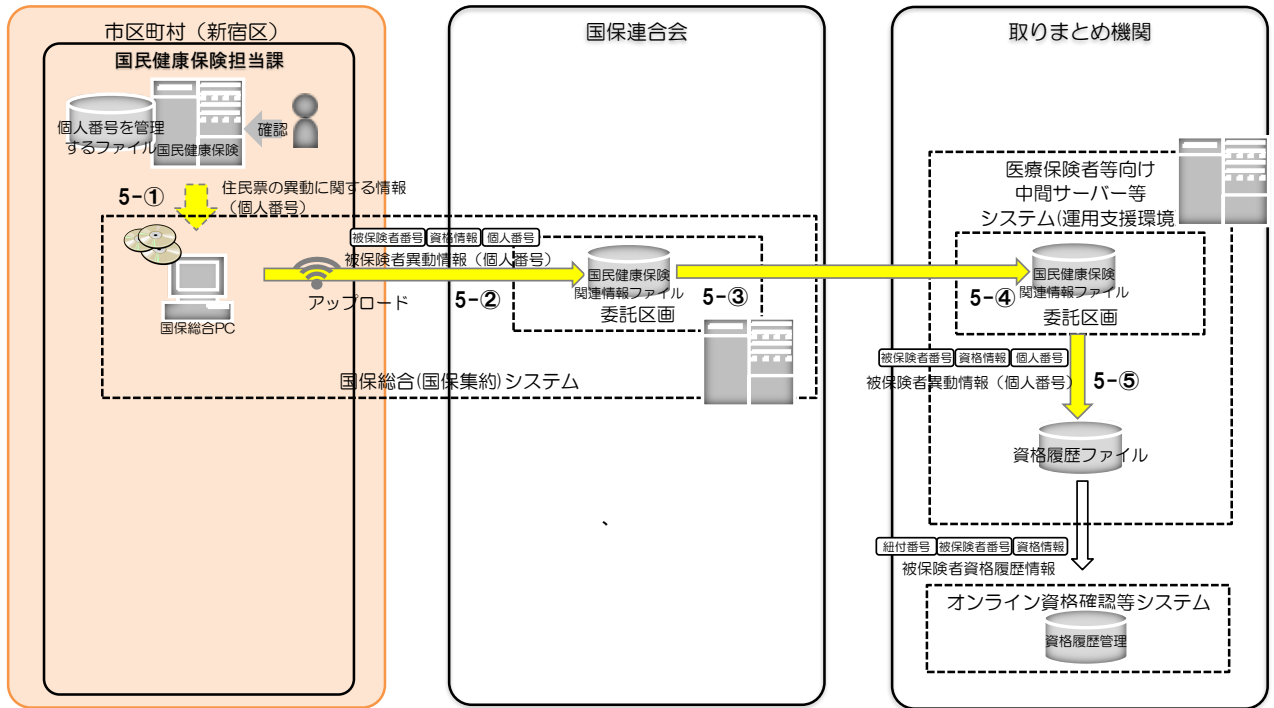 市区町村（新宿区）
国民健康保険担当課
個人番号を管理
するファイル
国民健康保険
確認
5-①
住民票の異動に関する情報
（個人番号）
国保総合PC
アップロード
被保険者番号 資格情報 個人番号
被保険者異動情報（個人番号）
5-②
国保連合会
国民健康保険
関連情報ファイル
委託区画
5-③
国保総合(国保集約)システム
、
取りまとめ機関
医療保険者等向け
中間サーバー等
システム(運用支援環境
国民健康保険
関連情報ファイル
5-④
委託区画
被保険者番号 資格情報 個人番号
被保険者異動情報（個人番号）
5-⑤
資格履歴ファイル
紐付番号 被保険者番号 資格情報
被保険者資格履歴情報
オンライン資格確認等システム
資格履歴管理